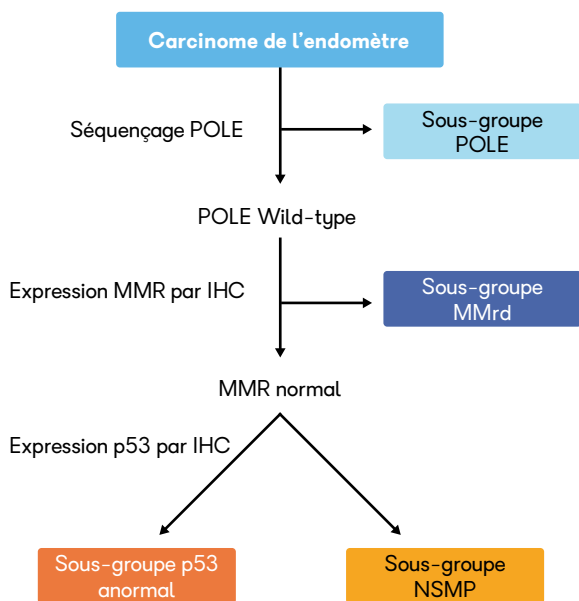 Carcinome de l'endomètre
Séquençage POLE
Sous-groupe
POLE
POLE Wild-type
Expression MMR par IHC
Sous-groupe
MMrd
MMR normal
Expression p53 par IHC
Sous-groupe p53
anormal
Sous-groupe
NSMP